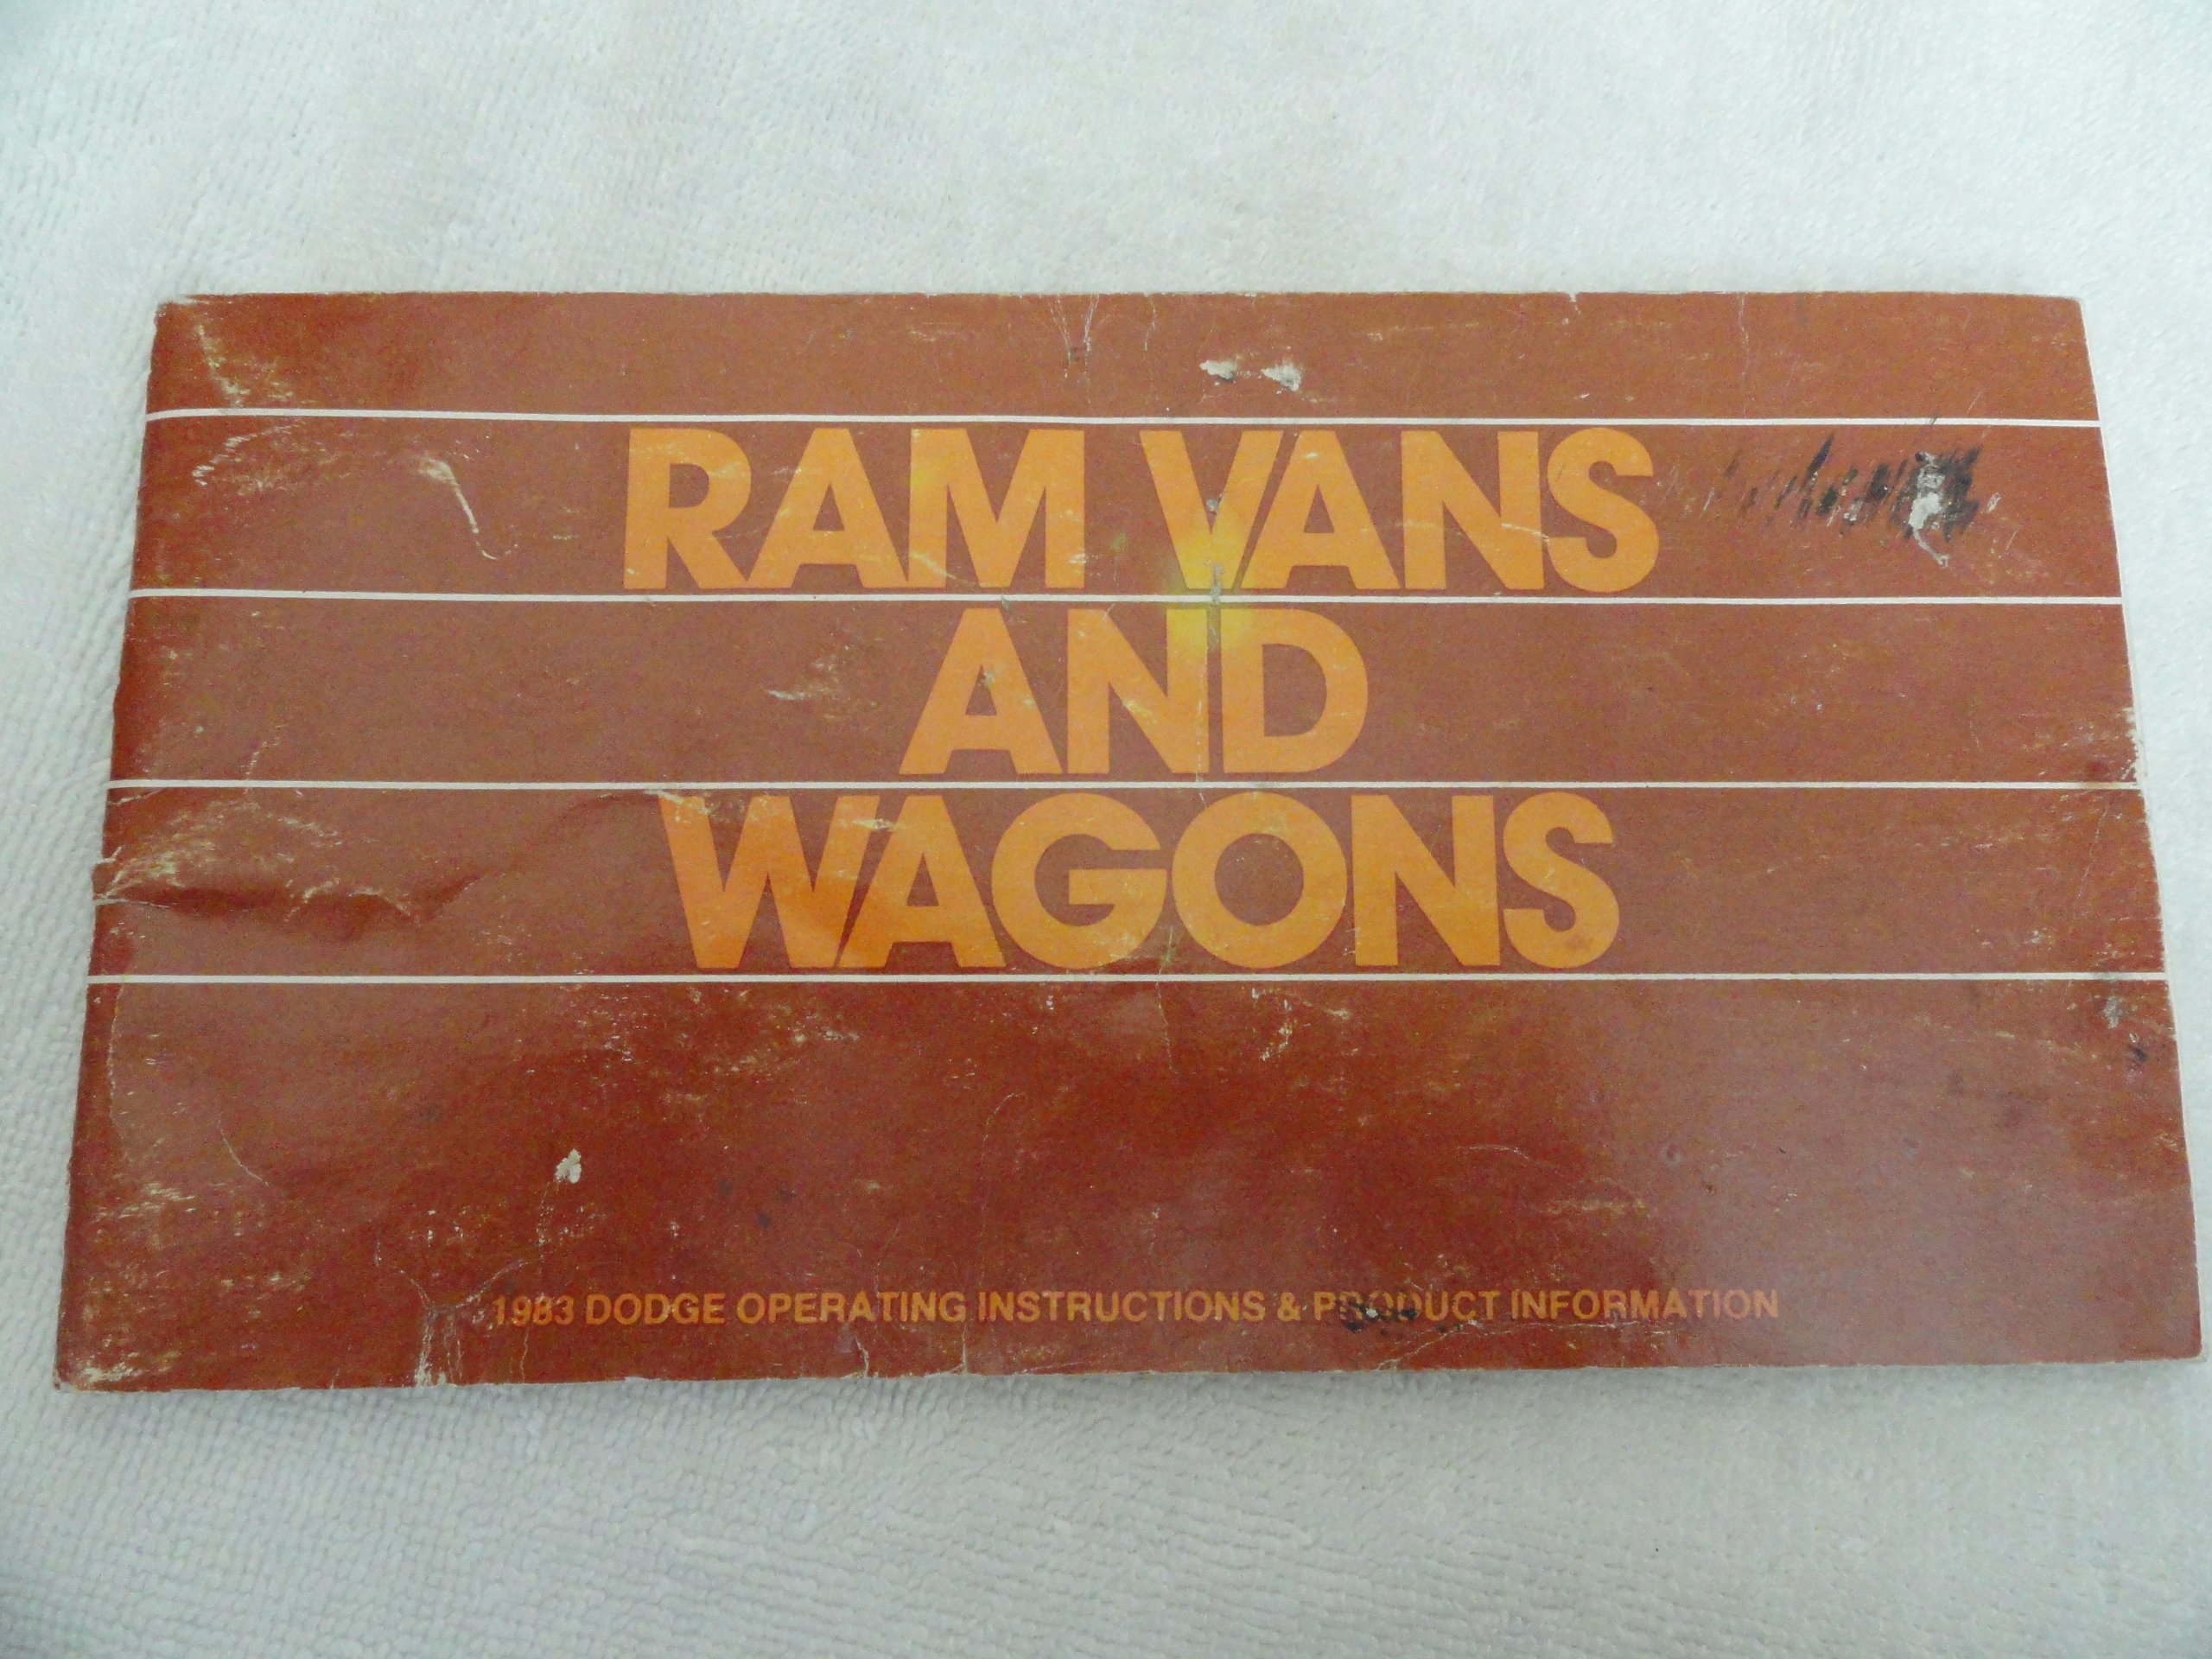 RAM VANS
AND
WAGONS
1983 DODGE OPERATING INSTRUCTIONS & PRODUCT INFORMATION